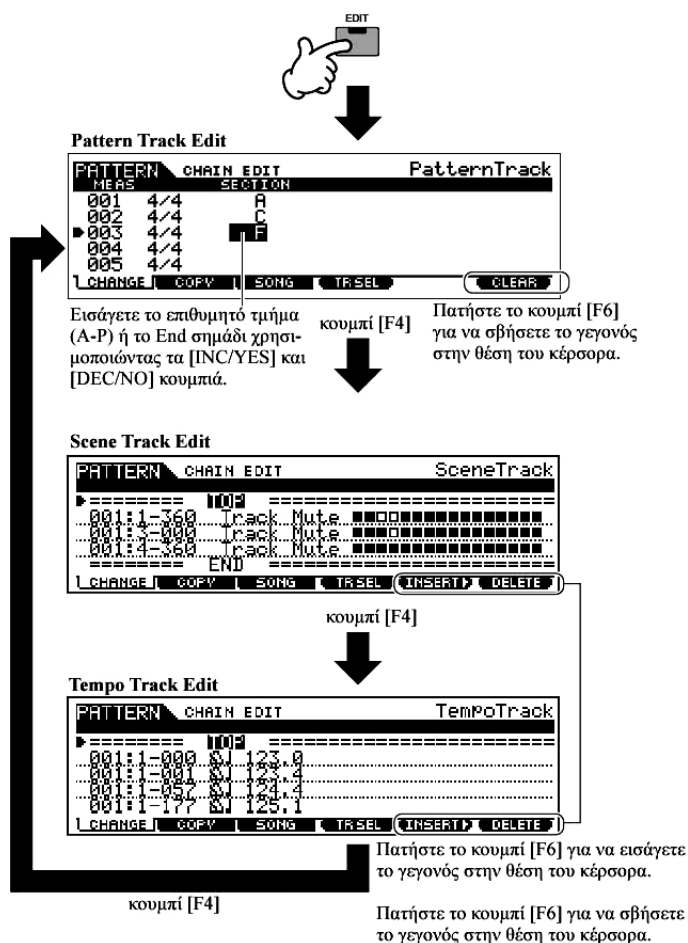 EDIT
Pattern Track Edit
PATTERN CHAIN EDIT PatternTrack
MEAS SECTION
001 4/4 A
002 4/4 C
003 4/4 F
004 4/4
005 4/4
CHANGE COPY SONG TR SEL CLEAR
Εισάγετε το επιθυμητό τμήμα
(A-P) ή το End σημάδι χρησι-
μοποιώντας τα [INC/YES] και
[DEC/NO] κουμπιά.
κουμπί [F4]
Πατήστε το κουμπί [F6]
για να σβήσετε το γεγονός
στην θέση του κέρσορα.
Scene Track Edit
PATTERN CHAIN EDIT SceneTrack
========= TOP ==========================
001:1-360 Track Mute
001:3-000 Track Mute
001:4-360 Track Mute
========= END ==========================
CHANGE COPY SONG TR SEL INSERT DELETE
κουμπί [F4]
Tempo Track Edit
PATTERN CHAIN EDIT TempoTrack
========= TOP ==========================
001:1-000 123.0
001:1-001 123.4
001:1-057 124.4
001:1-177 125.1
CHANGE COPY SONG TR SEL INSERT DELETE
Πατήστε το κουμπί [F6] για να εισάγετε
το γεγονός στην θέση του κέρσορα.
κουμπί [F4]
Πατήστε το κουμπί [F6] για να σβήσετε
το γεγονός στην θέση του κέρσορα.